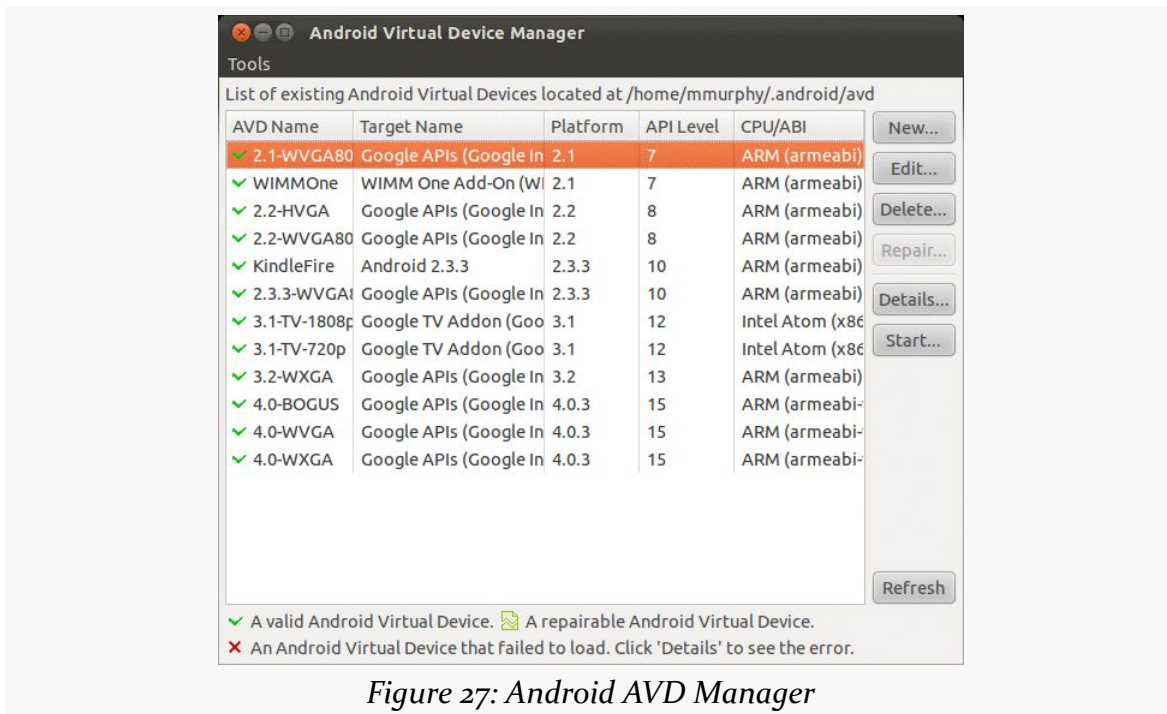 Android Virtual Device Manager
Tools
List of existing Android Virtual Devices located at /home/mmurphy/.android/avd
AVD Name Target Name Platform API Level CPU/ABI New...
2.1-WVGA80 Google APIs (Google In 2.1 7 ARM (armeabi)
Edit...
WIMMOne WIMM One Add-On (WI 2.1 7 ARM (armeabi)
2.2-HVGA Google APIs (Google In 2.2 8 ARM (armeabi) Delete...
2.2-WVGA80 Google APIs (Google In 2.2 8 ARM (armeabi)
Repair...
KindleFire Android 2.3.3 2.3.3 10 ARM (armeabi)
2.3.3-WVGA8 Google APIs (Google In 2.3.3 10 ARM (armeabi) Details...
3.1-TV-1808p Google TV Addon (Goo 3.1 12 Intel Atom (x86
Start...
3.1-TV-720p Google TV Addon (Goo 3.1 12 Intel Atom (x86
3.2-WXGA Google APIs (Google In 3.2 13 ARM (armeabi)
4.0-BOGUS Google APIs (Google In 4.0.3 15 ARM (armeabi-
4.0-WVGA Google APIs (Google In 4.0.3 15 ARM (armeabi-
4.0-WXGA Google APIs (Google In 4.0.3 15 ARM (armeabi-
Refresh
A valid Android Virtual Device. A repairable Android Virtual Device.
An Android Virtual Device that failed to load. Click 'Details' to see the error.
Figure 27: Android AVD Manager